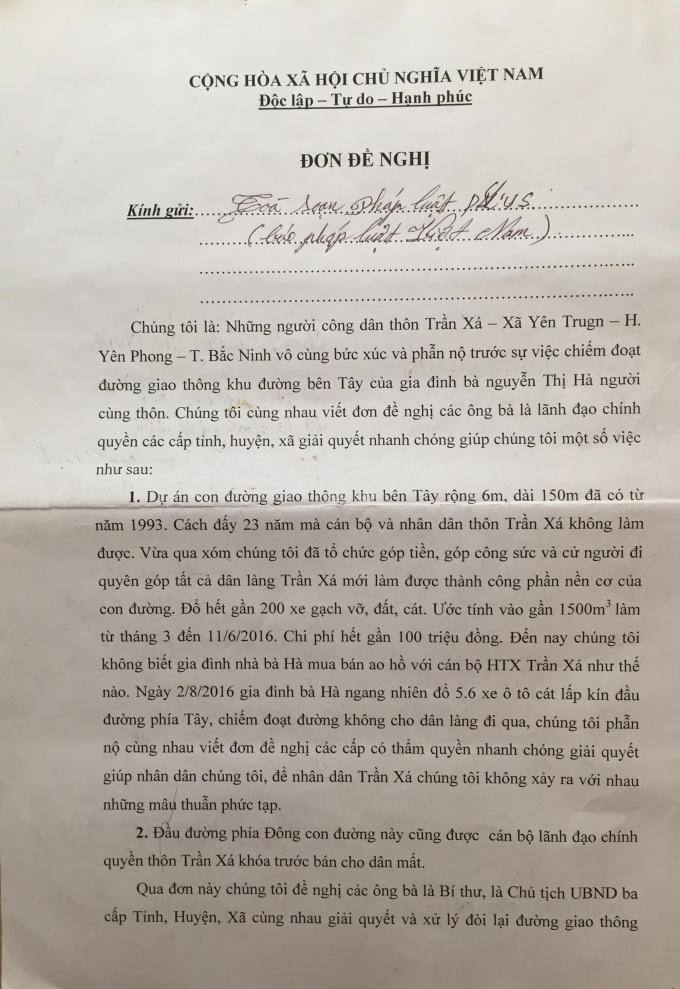 CỘNG HÒA XÃ HỘI CHỦ NGHĨA VIỆT NAM
Độc lập – Tự do – Hạnh phúc
ĐƠN ĐỀ NGHỊ
Kính gửi: Toà soạn Pháp luật
(báo pháp luật Việt Nam)
Chúng tôi là: Những người công dân thôn Trần Xá – Xã Yên Trugn – H.
Yên Phong – T. Bắc Ninh vô cùng bức xúc và phẫn nộ trước sự việc chiếm đoạt
đường giao thông khu đường bên Tây của gia đình bà nguyễn Thị Hà người
cùng thôn. Chúng tôi cùng nhau viết đơn đề nghị các ông bà là lãnh đạo chính
quyền các cấp tỉnh, huyện, xã giải quyết nhanh chóng giúp chúng tôi một số việc
như sau:
1. Dự án con đường giao thông khu bên Tây rộng 6m, dài 150m đã có từ
năm 1993. Cách đấy 23 năm mà cán bộ và nhân dân thôn Trần Xá không làm
được. Vừa qua xóm chúng tôi đã tổ chức góp tiền, góp công sức và cử người đi
quyên góp tất cả dân làng Trần Xá mới làm được thành công phần nền cơ của
con đường. Đổ hết gần 200 xe gạch vỡ, đất, cát. Ước tính vào gần 1500m³ làm
từ tháng 3 đến 11/6/2016. Chi phí hết gần 100 triệu đồng. Đến nay chúng tôi
không biết gia đình nhà bà Hà mua bán ao hồ với cán bộ HTX Trần Xá như thế
nào. Ngày 2/8/2016 gia đình bà Hà ngang nhiên đổ 5.6 xe ô tô cát lấp kín đầu
đường phía Tây, chiếm đoạt đường không cho dân làng đi qua, chúng tôi phẫn
nộ cùng nhau viết đơn đề nghị các cấp có thẩm quyền nhanh chóng giải quyết
giúp nhân dân chúng tôi, để nhân dân Trần Xá chúng tôi không xảy ra với nhau
những mâu thuẫn phức tạp.
2. Đầu đường phía Đông con đường này cũng được cán bộ lãnh đạo chính
quyền thôn Trần Xá khóa trước bán cho dân mất.
Qua đơn này chúng tôi đề nghị các ông bà là Bí thư, là Chủ tịch UBND ba
cấp Tỉnh, Huyện, Xã cùng nhau giải quyết và xử lý đòi lại đường giao thông